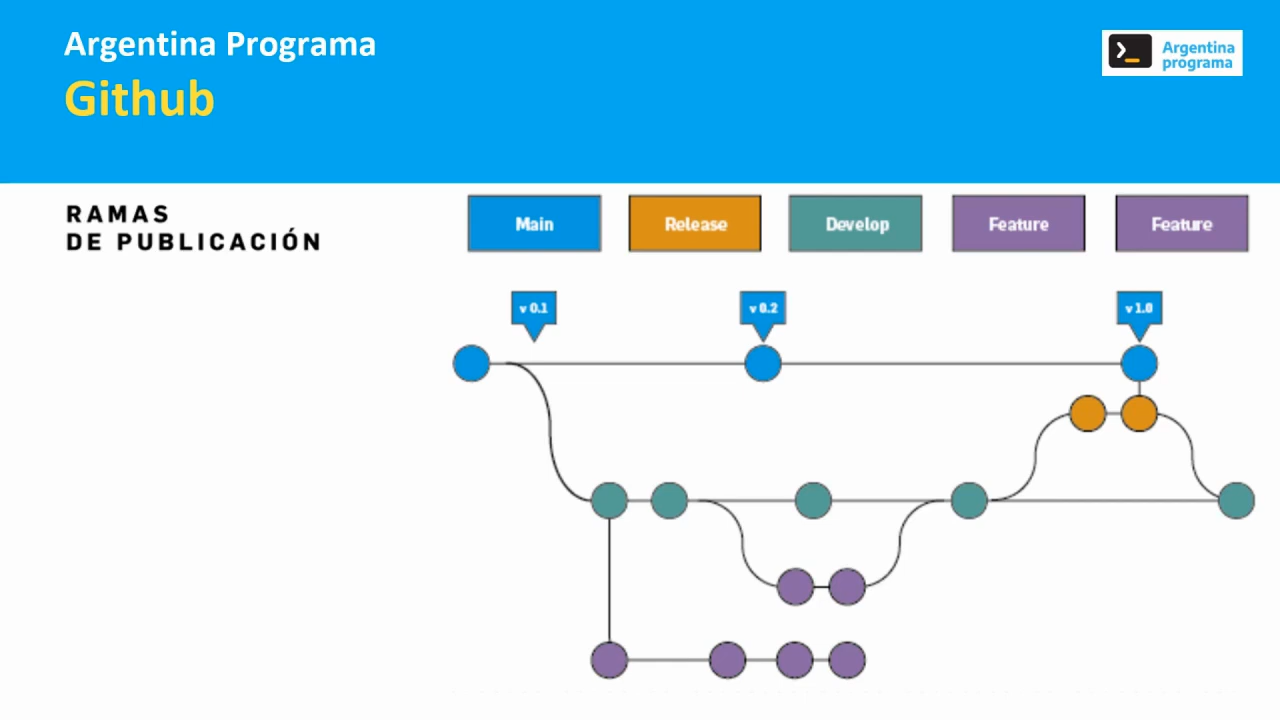 Argentina Programa
Github
Argentina
programa
RAMAS
DE PUBLICACIÓN
Main
Release
Develop
Feature
Feature
v 0.1
v 0.2
v 1.0